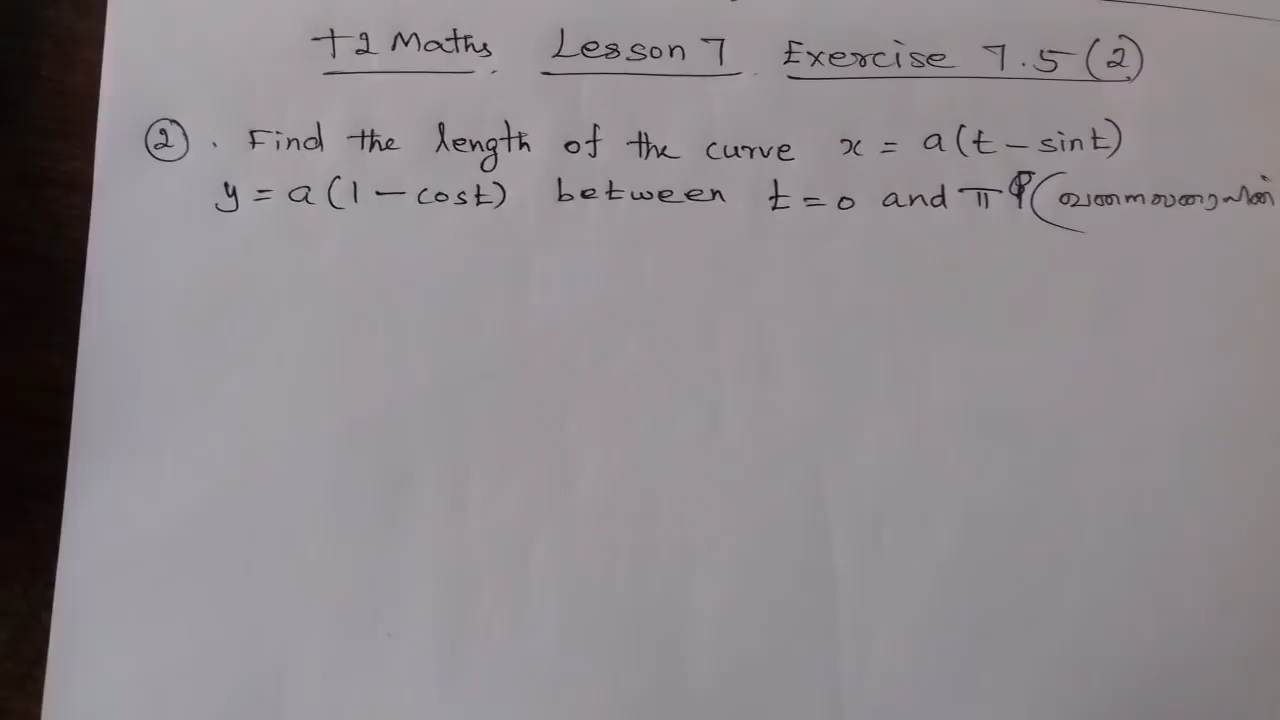 +2 Maths Lesson 7 Exercise 7.5 (2)
② . Find the length of the curve x = a(t – sint)
y = a(1 – cost) between t = 0 and π